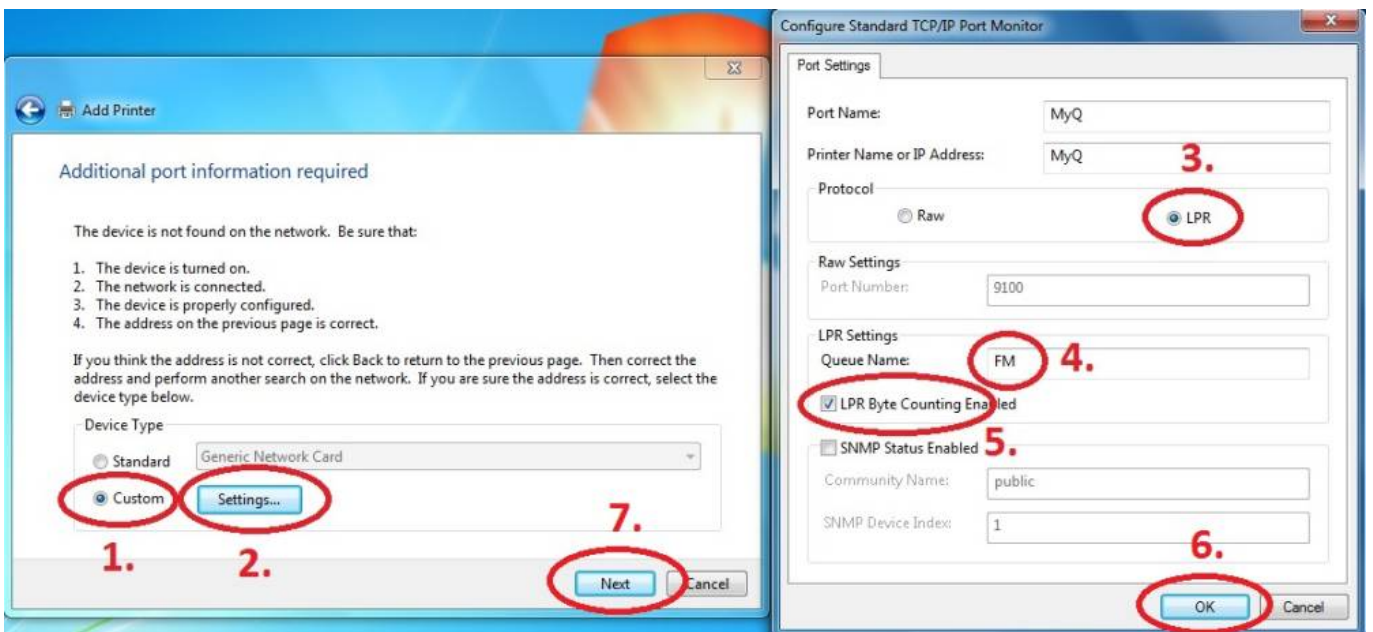 Add Printer
Additional port information required
The device is not found on the network. Be sure that:
1. The device is turned on.
2. The network is connected.
3. The device is properly configured.
4. The address on the previous page is correct.
If you think the address is not correct, click Back to return to the previous page. Then correct the
address and perform another search on the network. If you are sure the address is correct, select the
device type below.
Device Type
Standard Generic Network Card
Custom Settings...
1. 2.
7.
Next Cancel
Configure Standard TCP/IP Port Monitor
Port Settings
Port Name: MyQ
Printer Name or IP Address: MyQ
3.
Protocol
Raw LPR
Raw Settings
Port Number: 9100
LPR Settings
Queue Name: FM 4.
LPR Byte Counting Enabled
5.
SNMP Status Enabled
Community Name: public
SNMP Device Index: 1
6.
OK Cancel